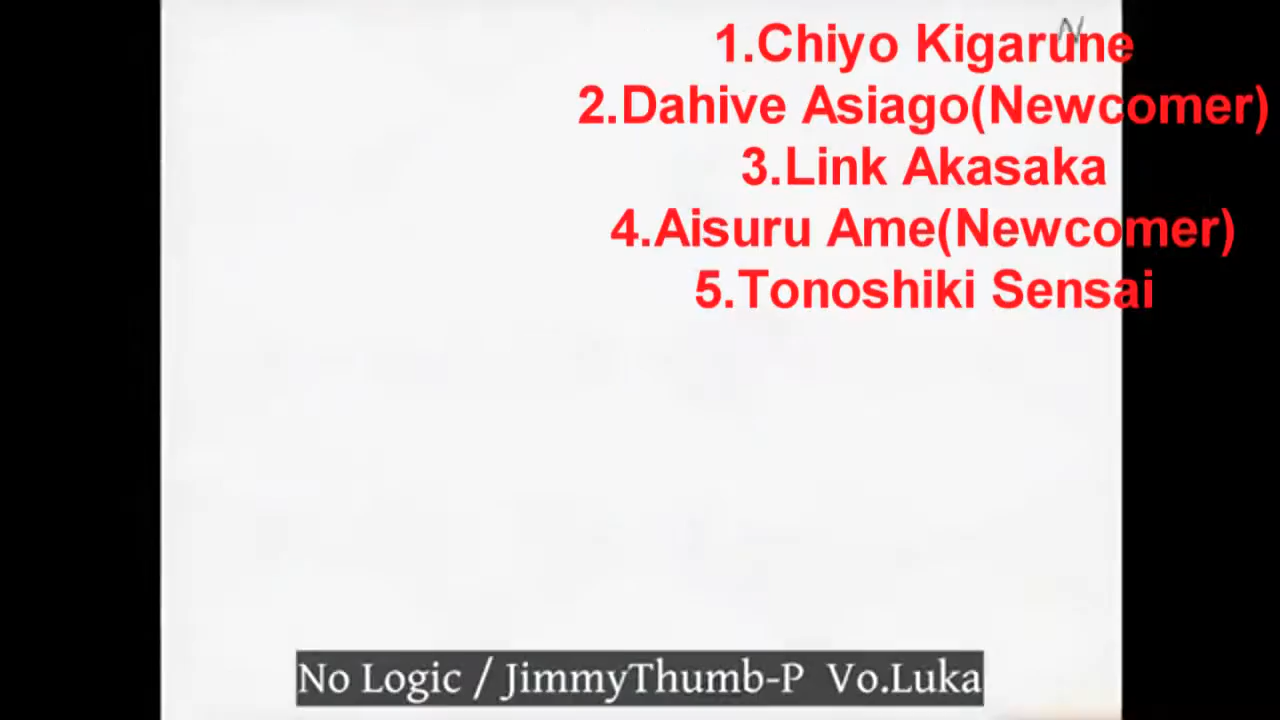 1.Chiyo Kigarune
2.Dahive Asiago(Newcomer)
3.Link Akasaka
4.Aisuru Ame(Newcomer)
5.Tonoshiki Sensai
N
No Logic / JimmyThumb-P Vo.Luka